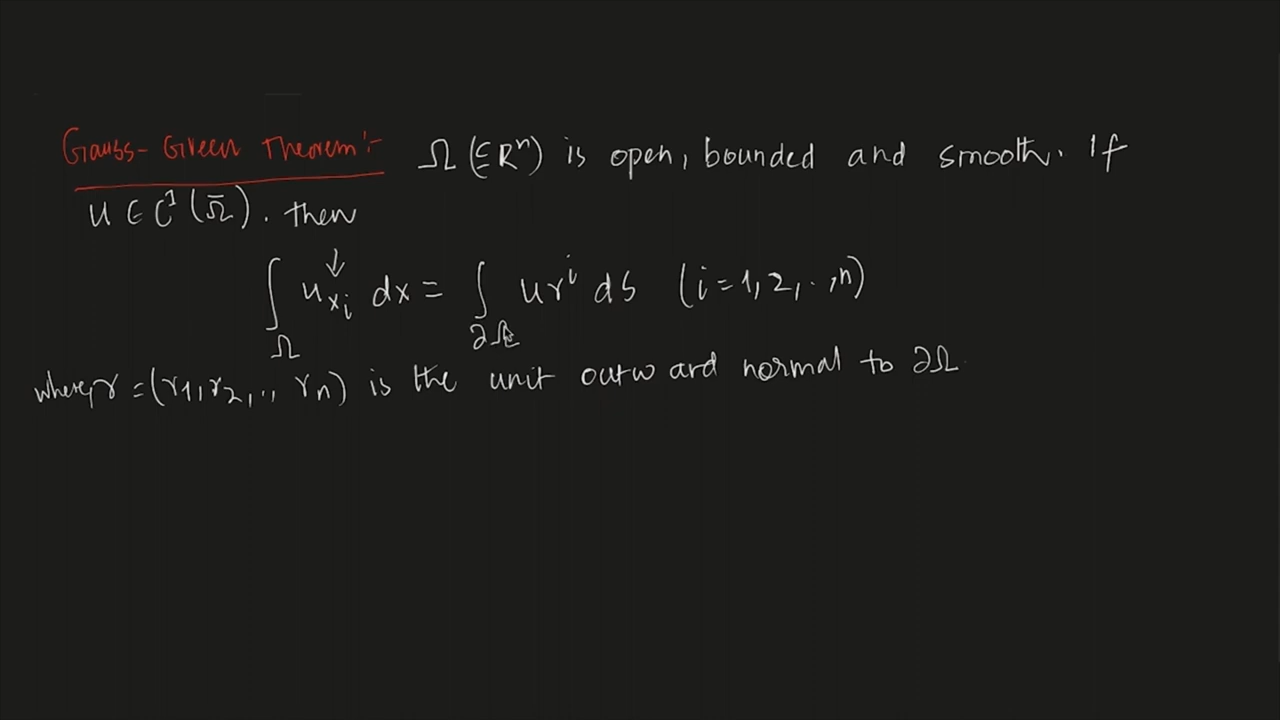 Gauss-Green Theorem:- Ω (⊆ Rⁿ) is open, bounded and smooth. If
u ∈ C¹(Ω̄). then
∫_Ω u_{x_i} dx = ∫_{∂Ω} u γ^i ds (i=1,2,..,n)
where, γ = (γ1, γ2, .., γn) is the unit outward normal to ∂Ω.